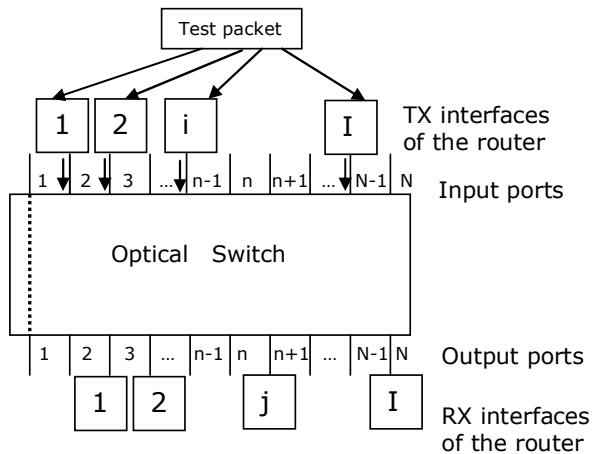 Test packet
1 2 i I
TX interfaces
of the router
1 2 3 ... n-1 n n+1 ... N-1 N
Input ports
Optical Switch
1 2 3 ... n-1 n n+1 ... N-1 N
Output ports
1 2 j I
RX interfaces
of the router